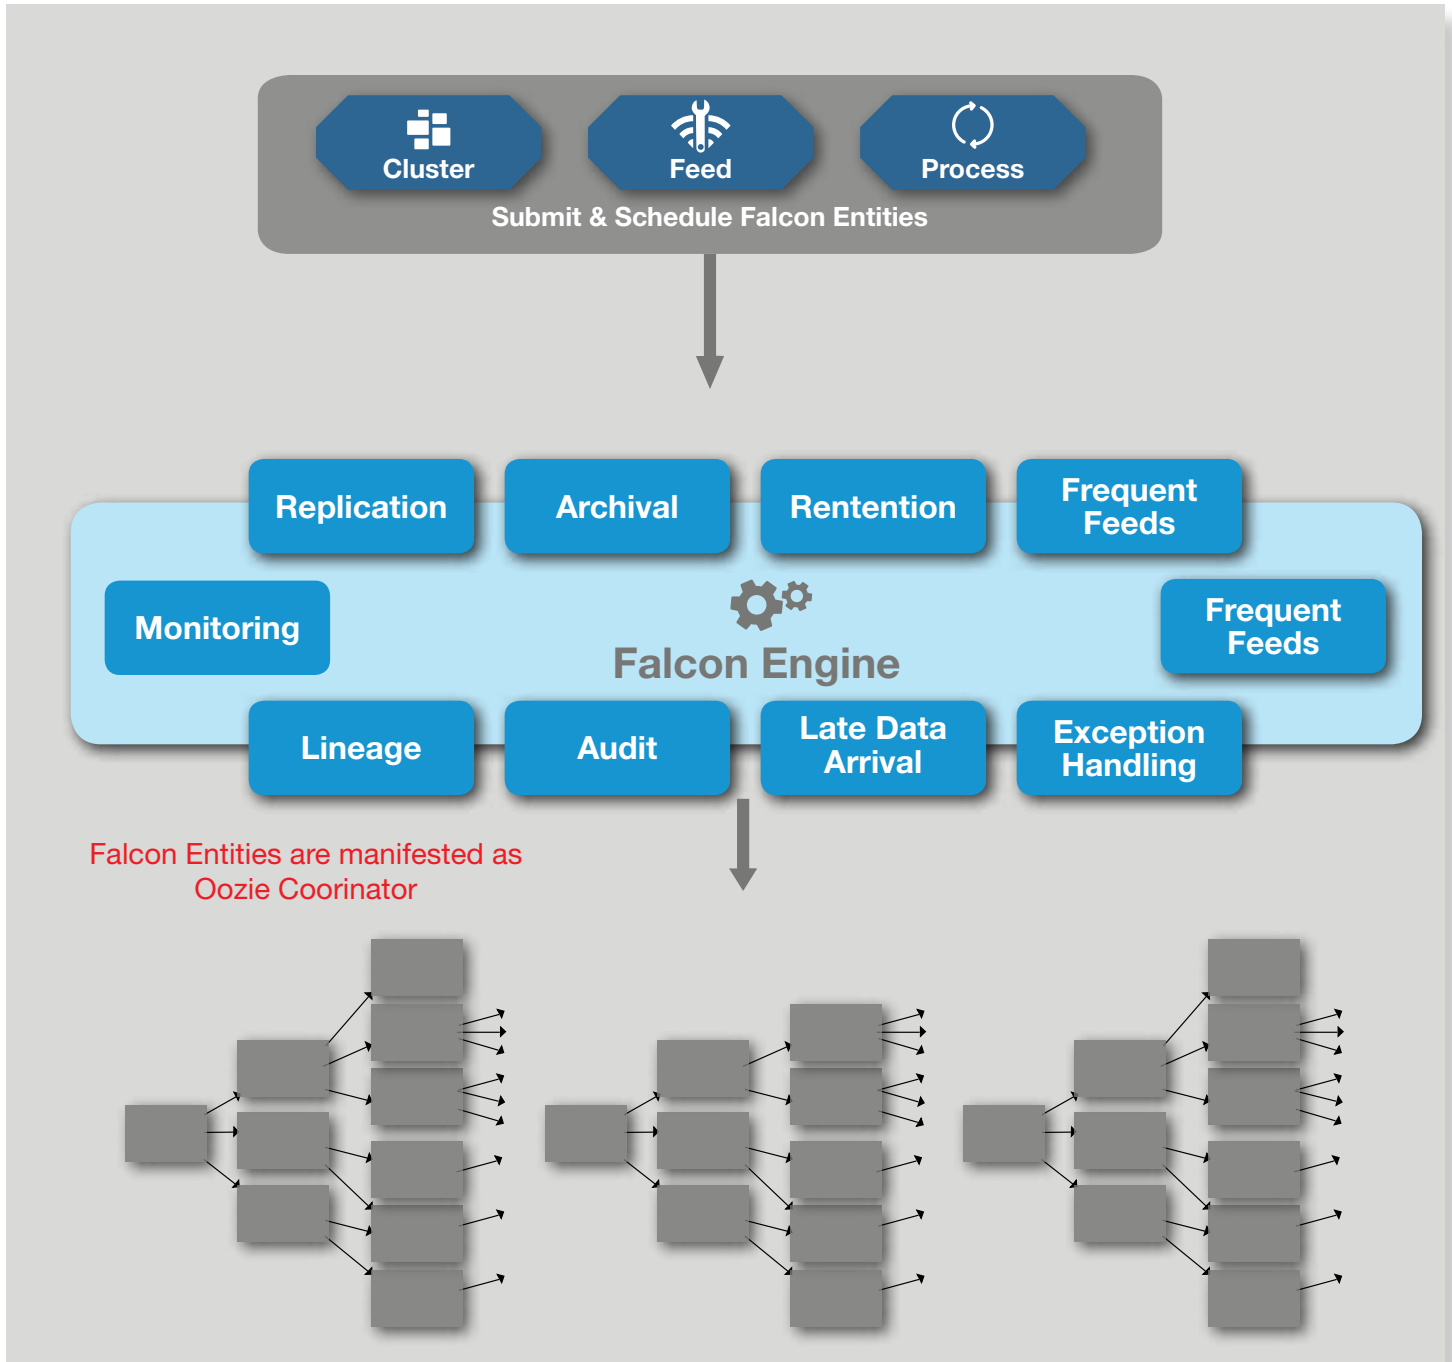 Cluster
Feed
Process
Submit & Schedule Falcon Entities
Replication
Archival
Rentention
Frequent
Feeds
Monitoring
Falcon Engine
Frequent
Feeds
Lineage
Audit
Late Data
Arrival
Exception
Handling
Falcon Entities are manifested as
Oozie Coorinator